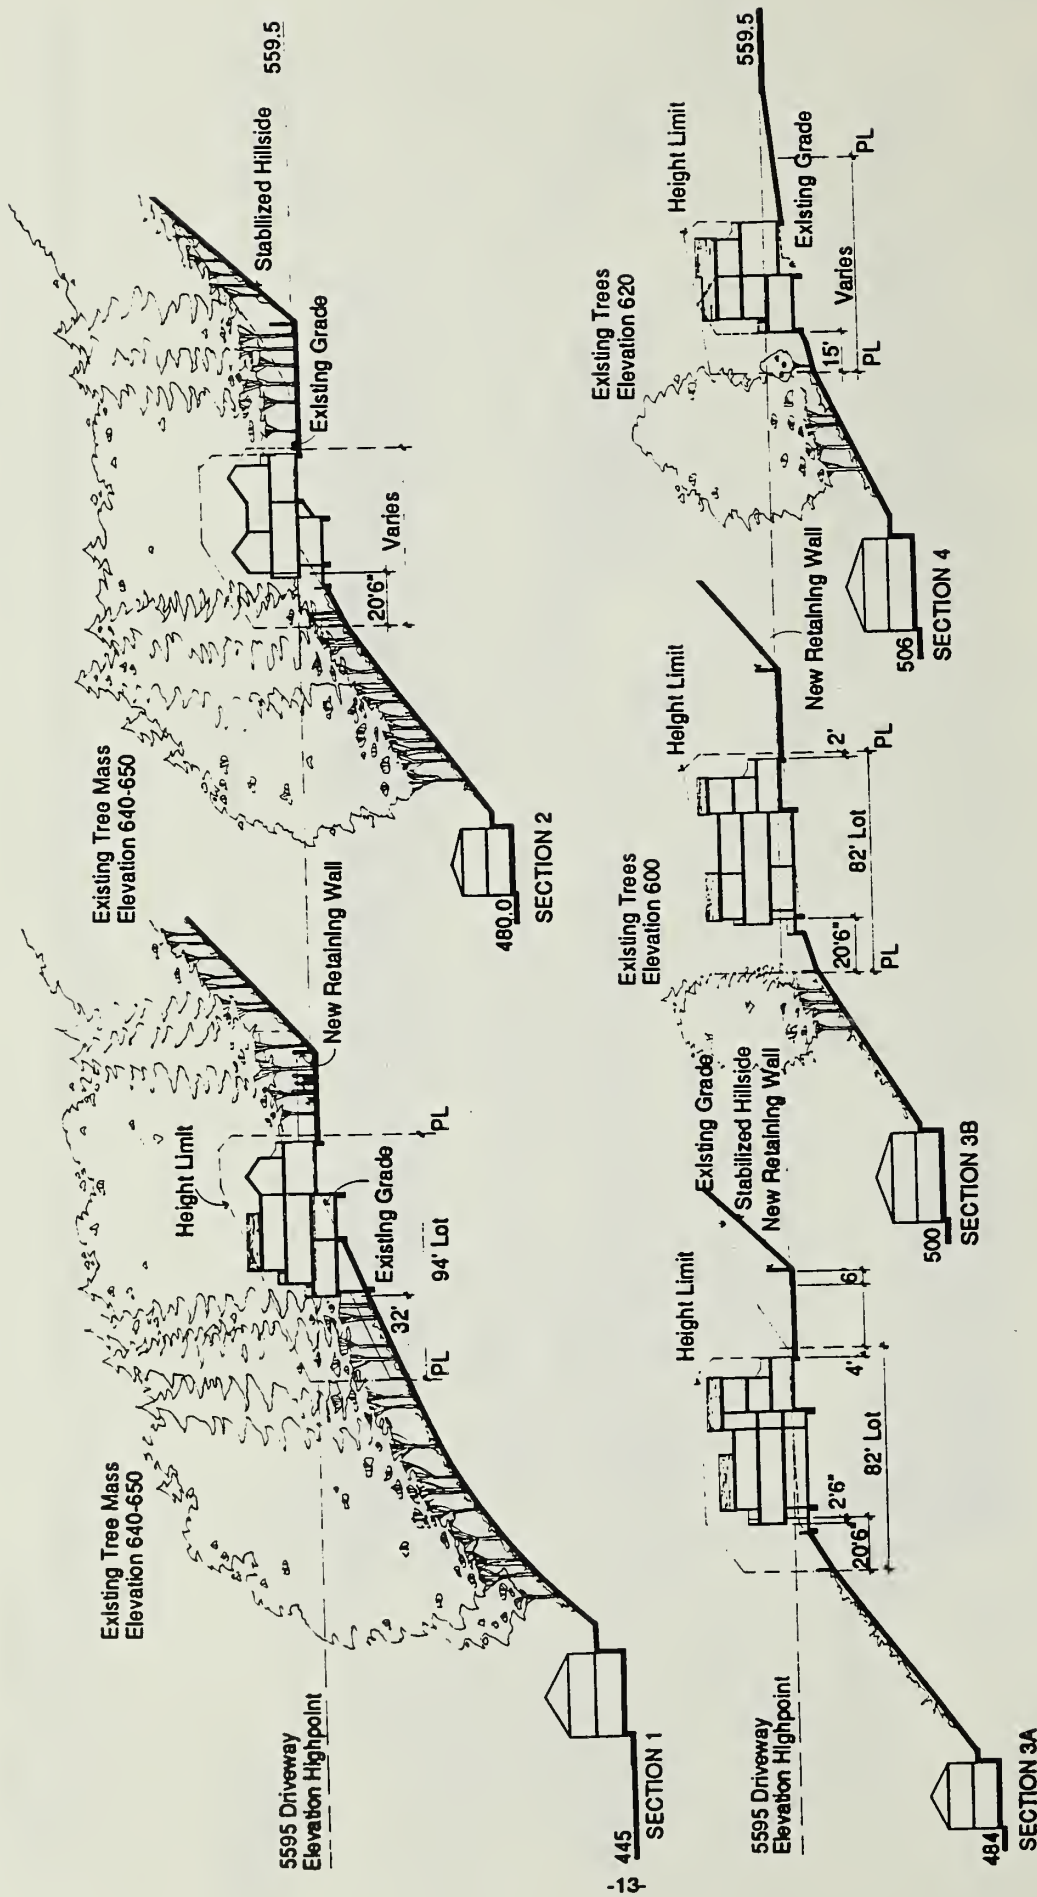 Existing Tree Mass
Elevation 640-650
Height Limit
5595 Driveway
Elevation Highpoint
PL
32'
Existing Grade
94' Lot
PL
New Retaining Wall
445
SECTION 1
Existing Tree Mass
Elevation 640-650
559.5
Stabilized Hillside
Existing Grade
20'6"
Varies
480.0
SECTION 2
5595 Driveway
Elevation Highpoint
Height Limit
Existing Grade
Stabilized Hillside
New Retaining Wall
20'6"
2'6"
82' Lot
4'
6'
484
SECTION 3A
Existing Trees
Elevation 600
Height Limit
20'6"
PL
82' Lot
2'
PL
New Retaining Wall
500
SECTION 3B
Existing Trees
Elevation 620
Height Limit
559.5
Existing Grade
15'
PL
Varies
PL
506
SECTION 4
-13-